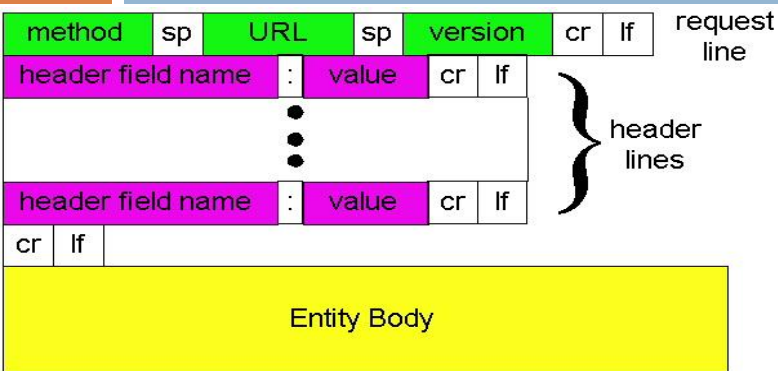 method sp URL sp version cr lf request line
header field name : value cr lf
header lines
header field name : value cr lf
cr lf
Entity Body